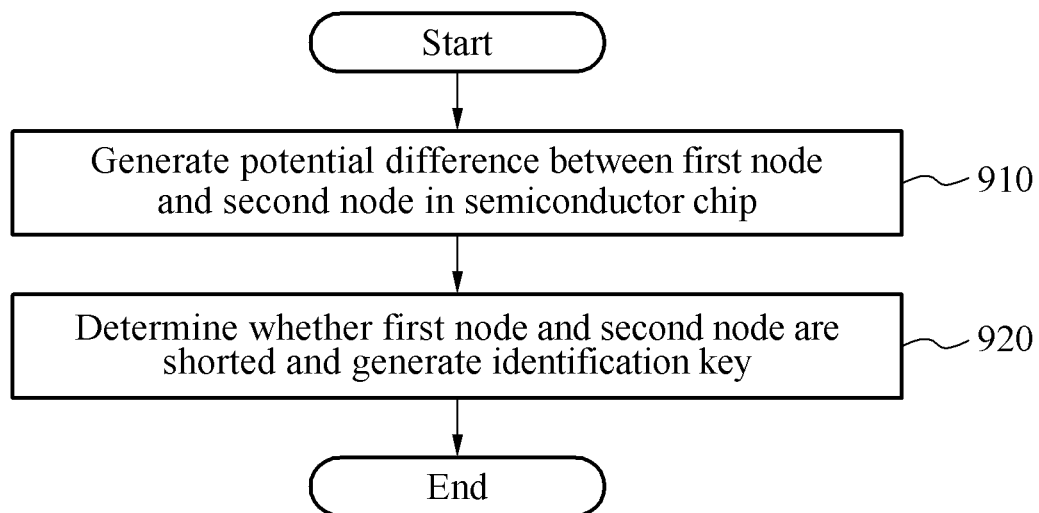 Start
Generate potential difference between first node
and second node in semiconductor chip
910
Determine whether first node and second node are
shorted and generate identification key
920
End